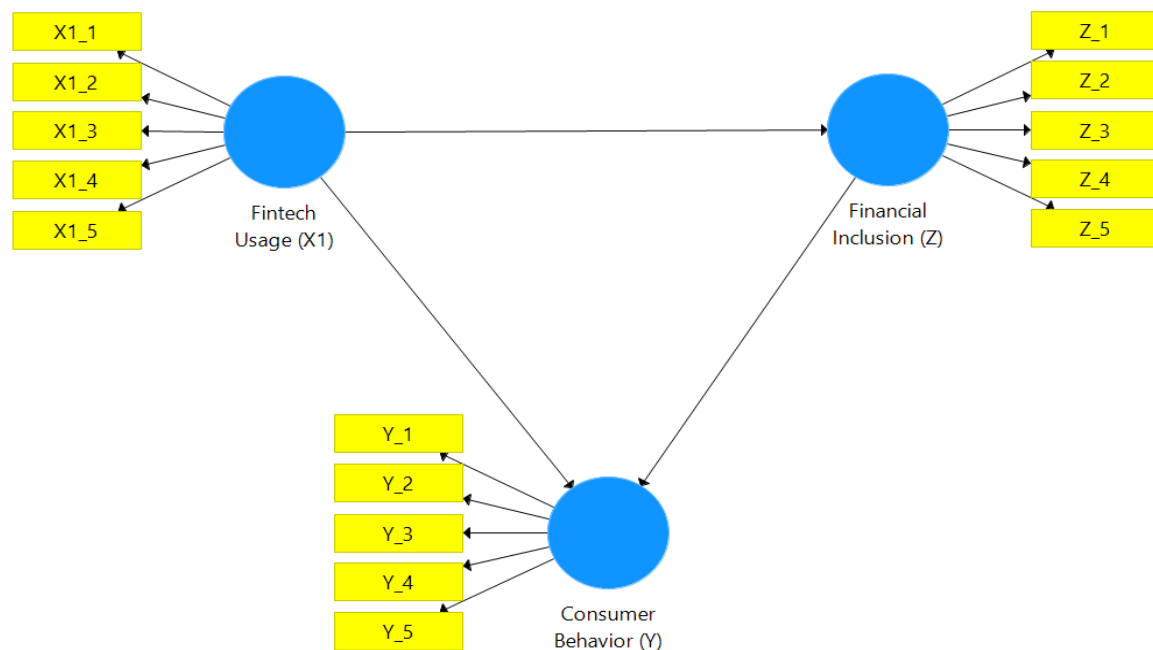 X1_1
X1_2
X1_3
X1_4
X1_5
Fintech
Usage (X1)
Z_1
Z_2
Z_3
Z_4
Z_5
Financial
Inclusion (Z)
Y_1
Y_2
Y_3
Y_4
Y_5
Consumer
Behavior (Y)